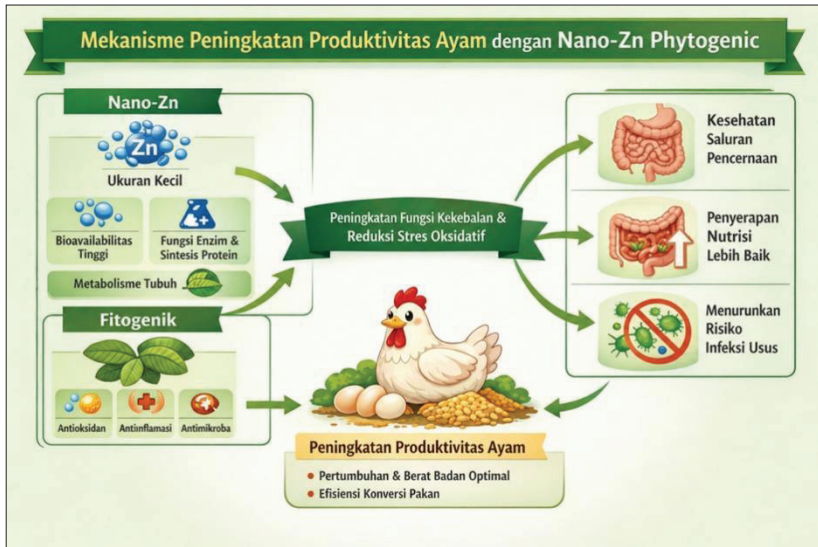 Mekanisme Peningkatan Produktivitas Ayam dengan Nano-Zn Phytogenic
Nano-Zn
Zn
Ukuran Kecil
Bioavailabilitas
Tinggi
Fungsi Enzim &
Sintesis Protein
Metabolisme Tubuh
Fitogenik
Antioksidan
Antiinflamasi
Antimikroba
Peningkatan Fungsi Kekebalan &
Reduksi Stres Oksidatif
Kesehatan
Saluran
Pencernaan
Penyerapan
Nutrisi
Lebih Baik
Menurunkan
Risiko
Infeksi Usus
Peningkatan Produktivitas Ayam
• Pertumbuhan & Berat Badan Optimal
• Efisiensi Konversi Pakan